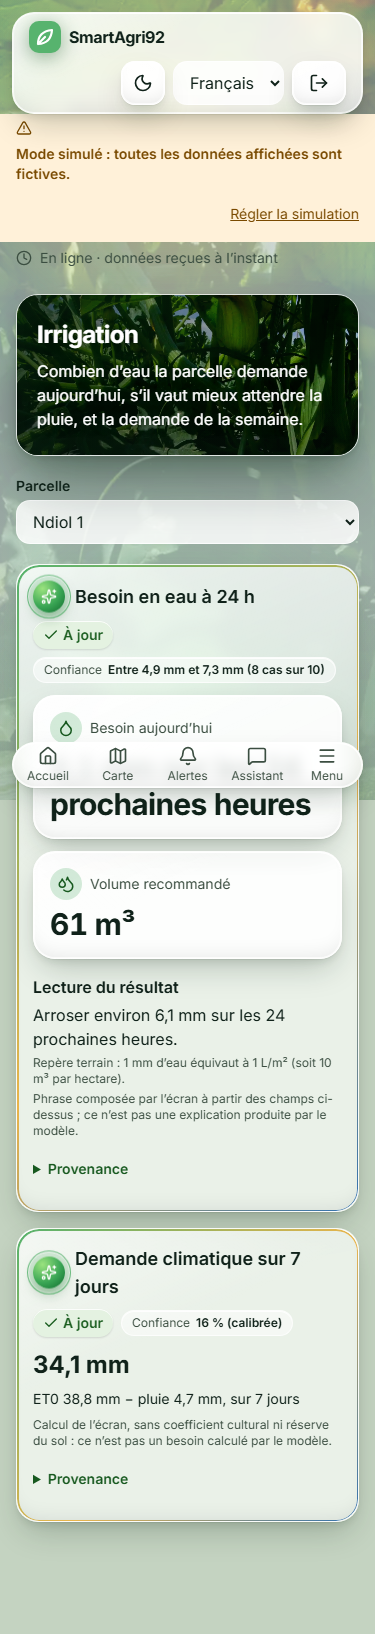 SmartAgri92
Français
Mode simulé : toutes les données affichées sont
fictives.
Régler la simulation
En ligne · données reçues à l’instant
Irrigation
Combien d’eau la parcelle demande
aujourd’hui, s’il vaut mieux attendre la
pluie, et la demande de la semaine.
Parcelle
Ndiol 1
Besoin en eau à 24 h
À jour
Confiance Entre 4,9 mm et 7,3 mm (8 cas sur 10)
Besoin aujourd’hui
Accueil Carte Alertes Assistant Menu
prochaines heures
Volume recommandé
61 m³
Lecture du résultat
Arroser environ 6,1 mm sur les 24
prochaines heures.
Repère terrain : 1 mm d’eau équivaut à 1 L/m² (soit 10
m³ par hectare).
Phrase composée par l’écran à partir des champs ci-
dessus ; ce n’est pas une explication produite par le
modèle.
Provenance
Demande climatique sur 7
jours
À jour Confiance 16 % (calibrée)
34,1 mm
ET0 38,8 mm − pluie 4,7 mm, sur 7 jours
Calcul de l’écran, sans coefficient cultural ni réserve
du sol : ce n’est pas un besoin calculé par le modèle.
Provenance